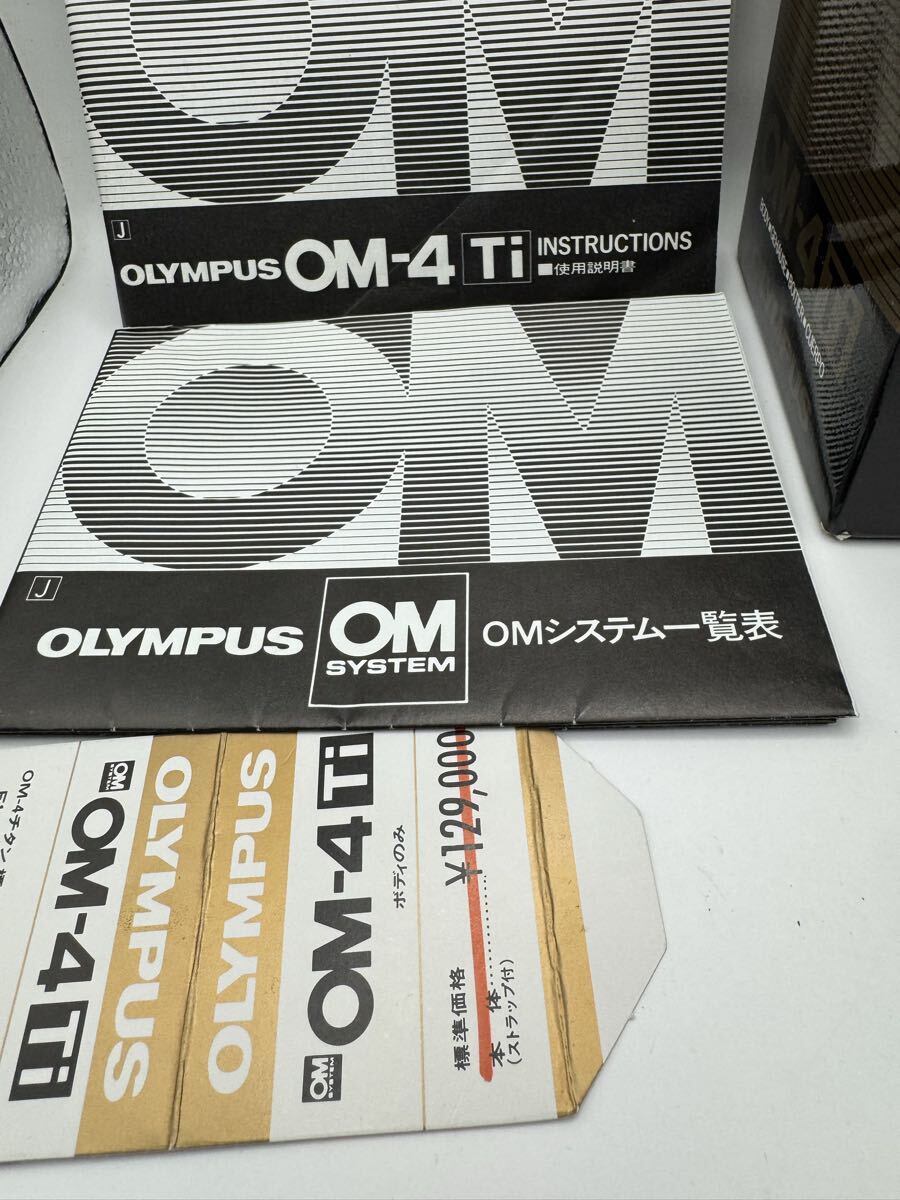 OM
J
OLYMPUS OM-4 Ti INSTRUCTIONS
■使用説明書
OM
J
OLYMPUS OM SYSTEM OMシステム一覧表
OM-4チタン
OM SYSTEM OM-4 Ti
OLYMPUS
OLYMPUS
OM SYSTEM OM-4 Ti
ボディのみ
標準価格
本 体………… ¥129,000
(ストラップ付)